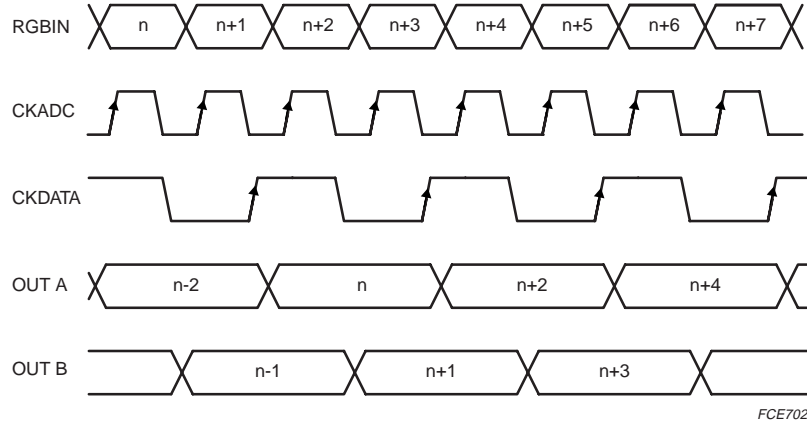 RGBIN n n+1 n+2 n+3 n+4 n+5 n+6 n+7
CKADC
CKDATA
OUT A n-2 n n+2 n+4
OUT B n-1 n+1 n+3
FCE702